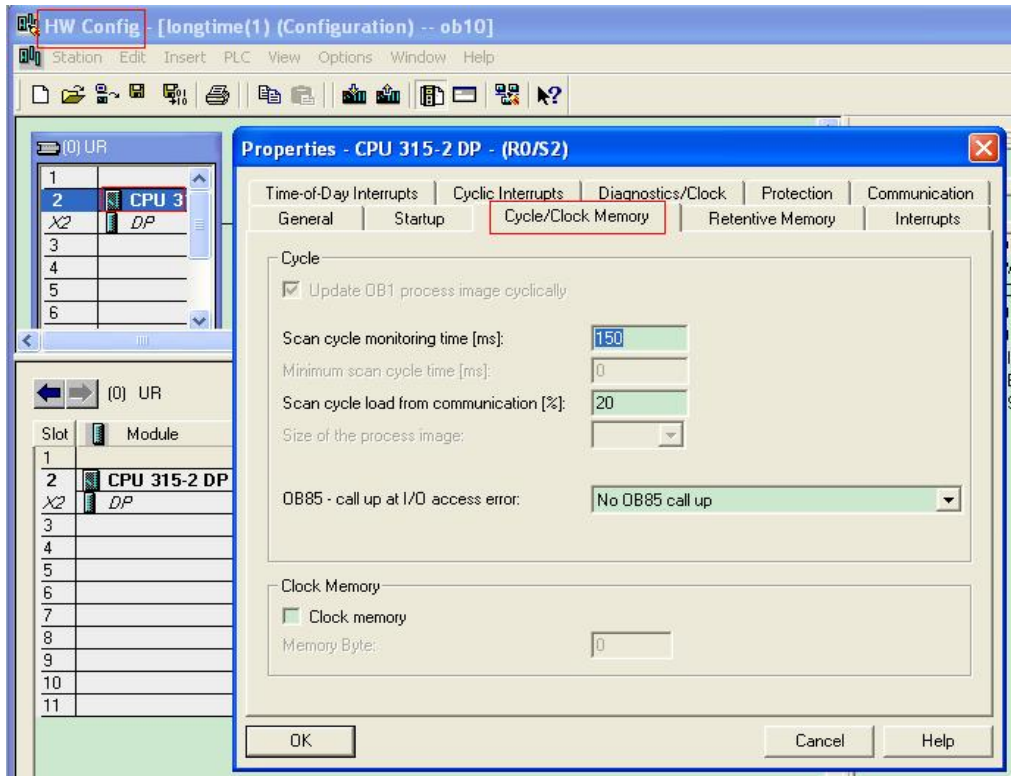 HW Config - [longtime(1) (Configuration) -- ob10]
Station Edit Insert PLC View Options Window Help
(0) UR
1
2 CPU 3
X2 DP
3
4
5
6
Properties - CPU 315-2 DP - (R0/S2)
Time-of-Day Interrupts Cyclic Interrupts Diagnostics/Clock Protection Communication
General Startup Cycle/Clock Memory Retentive Memory Interrupts
Cycle
Update OB1 process image cyclically
Scan cycle monitoring time [ms]: 150
Minimum scan cycle time [ms]: 0
Scan cycle load from communication [%]: 20
Size of the process image:
OB85 - call up at I/O access error: No OB85 call up
Clock Memory
Clock memory
Memory Byte: 0
OK Cancel Help
(0) UR
Slot Module
1
2 CPU 315-2 DP
X2 DP
3
4
5
6
7
8
9
10
11